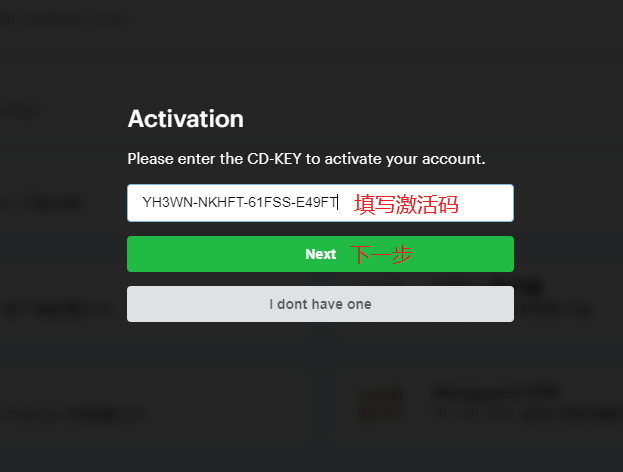 Activation
Please enter the CD-KEY to activate your account.
YH3WN-NKHFT-61FSS-E49FT 填写激活码
Next 下一步
I dont have one